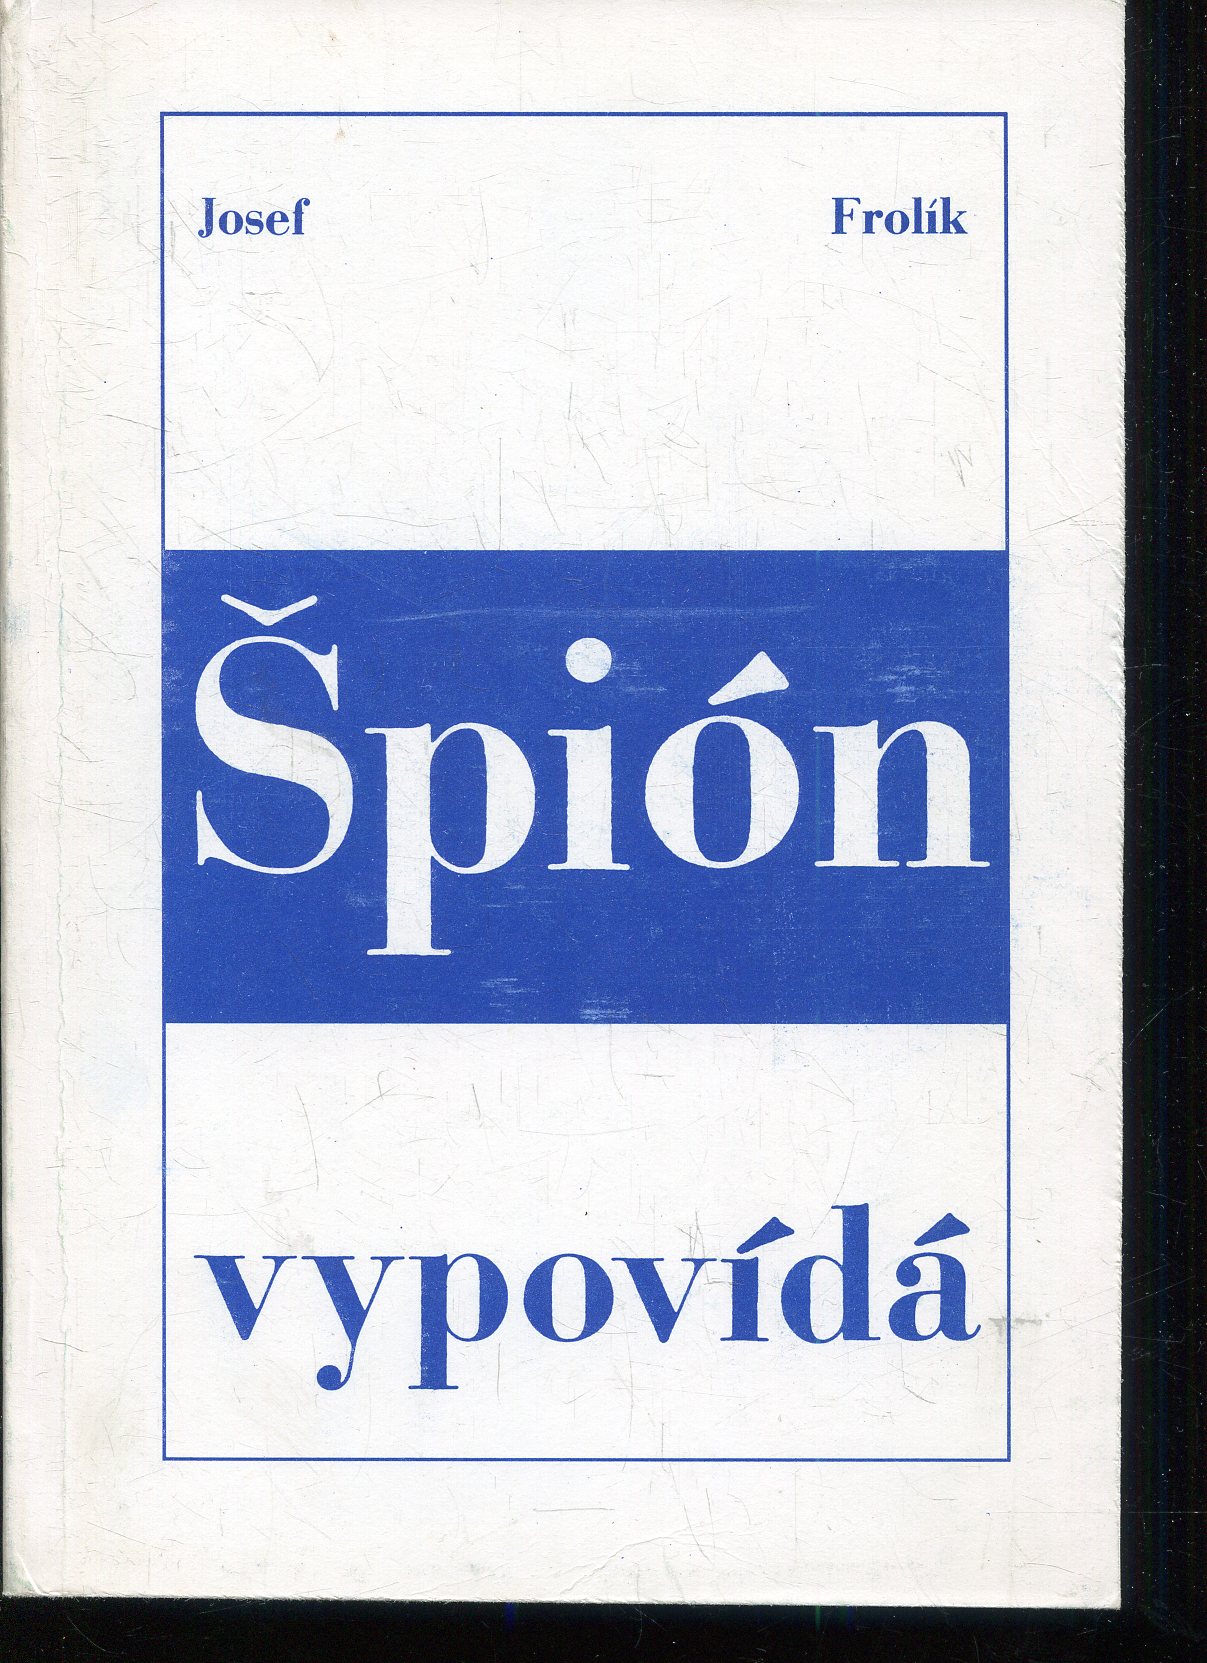 Josef Frolík
Špión
vypovídá